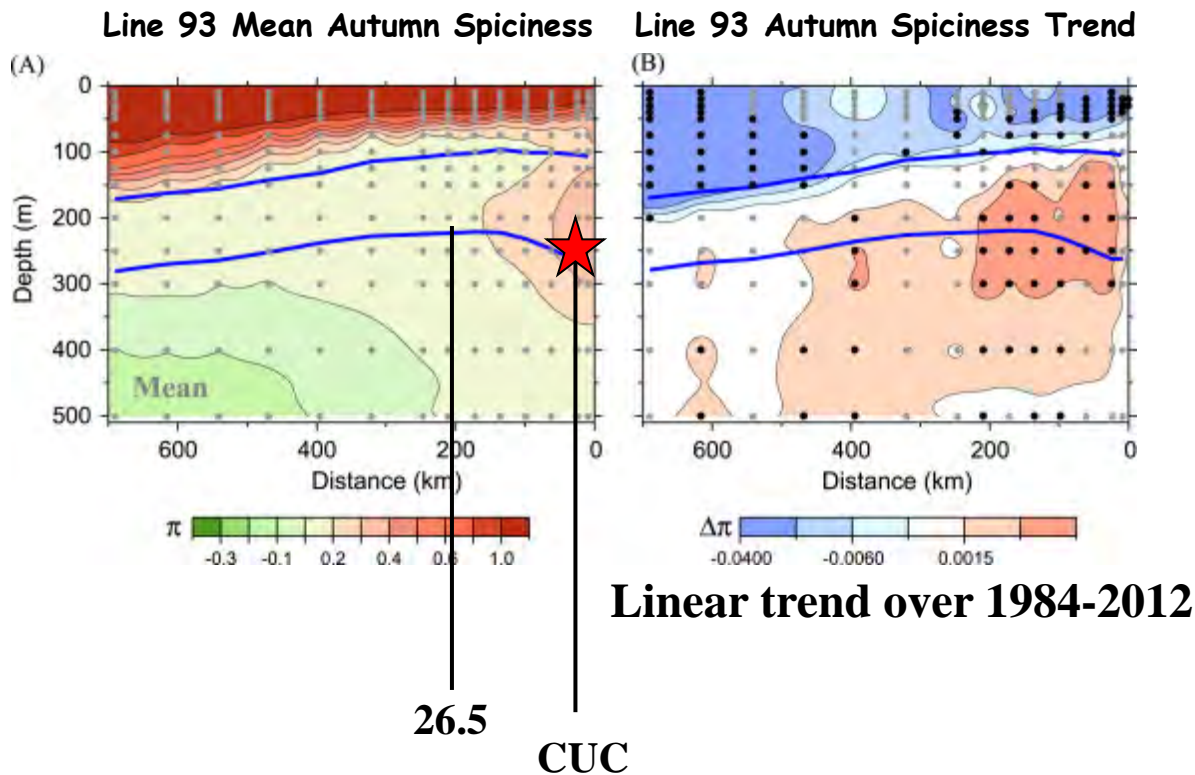 Line 93 Mean Autumn Spiciness
Line 93 Autumn Spiciness Trend
(A)
(B)
0
100
200
300
400
500
Depth (m)
Mean
600
400
200
0
Distance (km)
600
400
200
0
Distance (km)
π
-0.3
-0.1
0.2
0.4
0.6
1.0
Δπ
-0.0400
-0.0060
0.0015
Linear trend over 1984-2012
26.5
CUC